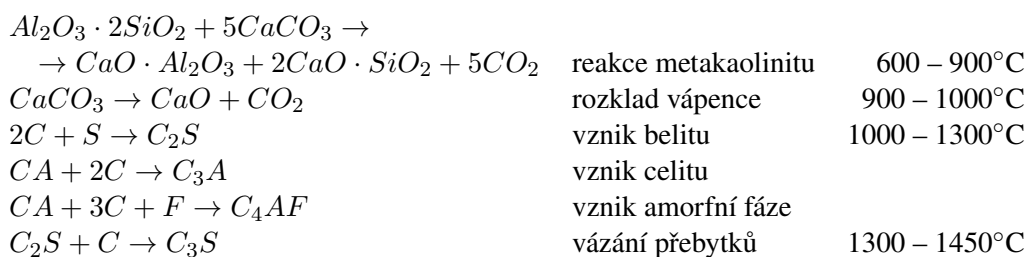 Al₂O₃ · 2SiO₂ + 5CaCO₃ →
→ CaO · Al₂O₃ + 2CaO · SiO₂ + 5CO₂ reakce metakaolinitu 600 – 900°C
CaCO₃ → CaO + CO₂ rozklad vápence 900 – 1000°C
2C + S → C₂S vznik belitu 1000 – 1300°C
CA + 2C → C₃A vznik celitu
CA + 3C + F → C₄AF vznik amorfní fáze
C₂S + C → C₃S vázání přebytků 1300 – 1450°C